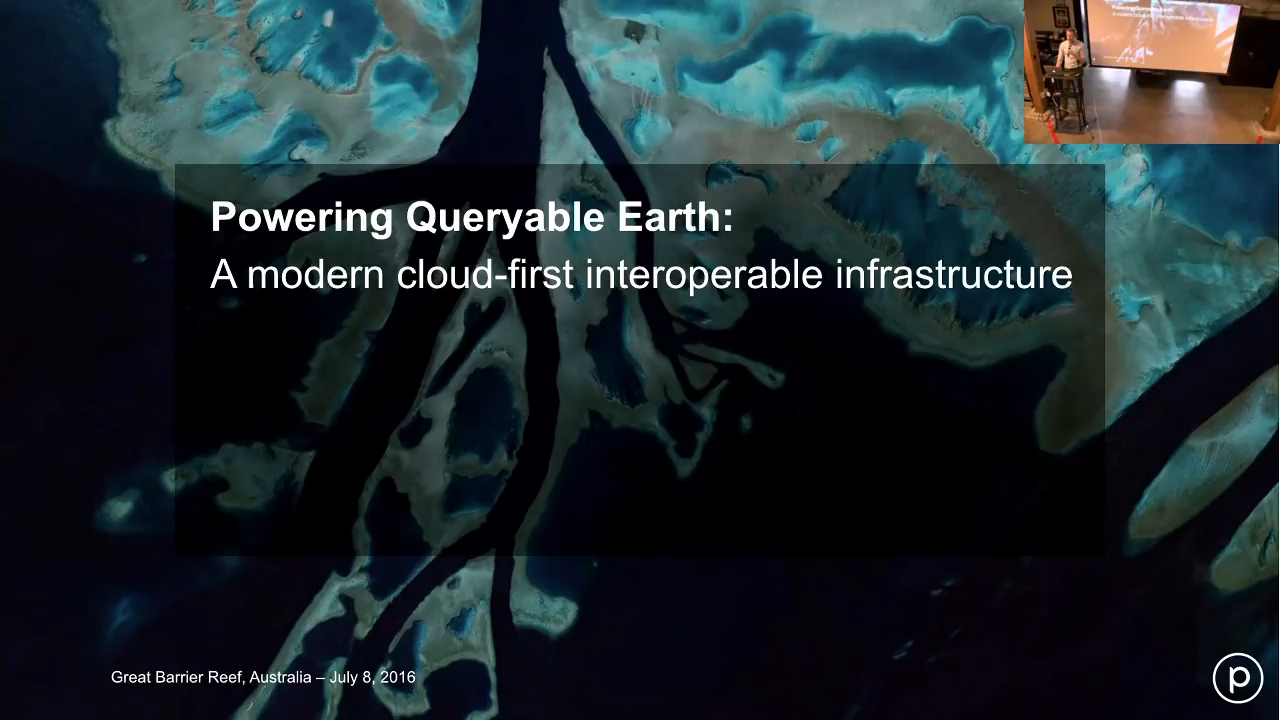 Powering Queryable Earth:
A modern cloud-first interoperable infrastructure
Great Barrier Reef, Australia – July 8, 2016
p